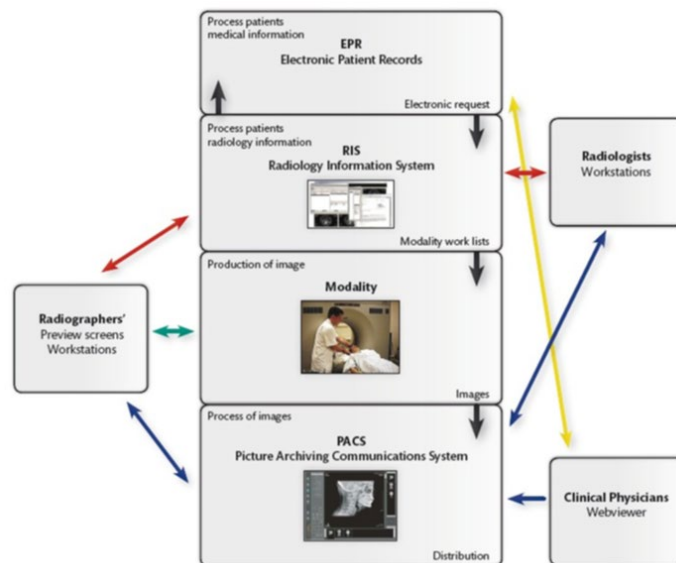 Process patients
medical information
EPR
Electronic Patient Records
Electronic request
Process patients
radiology information
RIS
Radiology Information System
Modality work lists
Radiologists
Workstations
Production of image
Modality
Images
Radiographers'
Preview screens
Workstations
Process of images
PACS
Picture Archiving Communications System
Distribution
Clinical Physicians
Webviewer